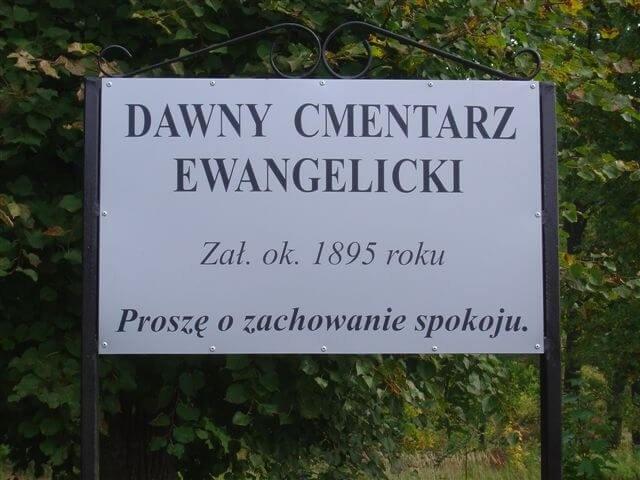 DAWNY CMENTARZ
EWANGELICKI
Zał. ok. 1895 roku
Proszę o zachowanie spokoju.